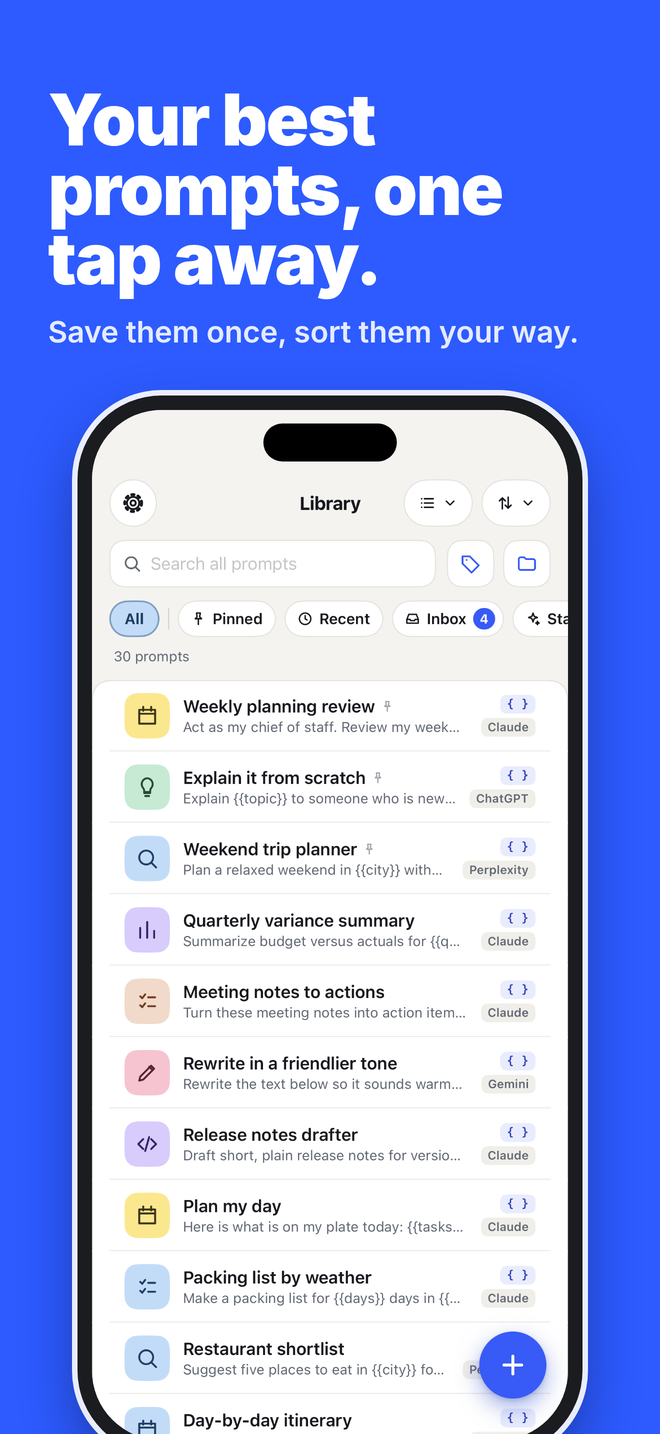 Your best
prompts, one
tap away.
Save them once, sort them your way.
Library
Search all prompts
All
Pinned
Recent
Inbox 4
Sta
30 prompts
Weekly planning review
{ }
Act as my chief of staff. Review my week...
Claude
Explain it from scratch
{ }
Explain {{topic}} to someone who is new...
ChatGPT
Weekend trip planner
{ }
Plan a relaxed weekend in {{city}} with...
Perplexity
Quarterly variance summary
{ }
Summarize budget versus actuals for {{q...
Claude
Meeting notes to actions
{ }
Turn these meeting notes into action item...
Claude
Rewrite in a friendlier tone
{ }
Rewrite the text below so it sounds warm...
Gemini
Release notes drafter
{ }
Draft short, plain release notes for versio...
Claude
Plan my day
{ }
Here is what is on my plate today: {{tasks...
Claude
Packing list by weather
{ }
Make a packing list for {{days}} days in {{...
Claude
Restaurant shortlist
Suggest five places to eat in {{city}} fo...
Day-by-day itinerary
{ }